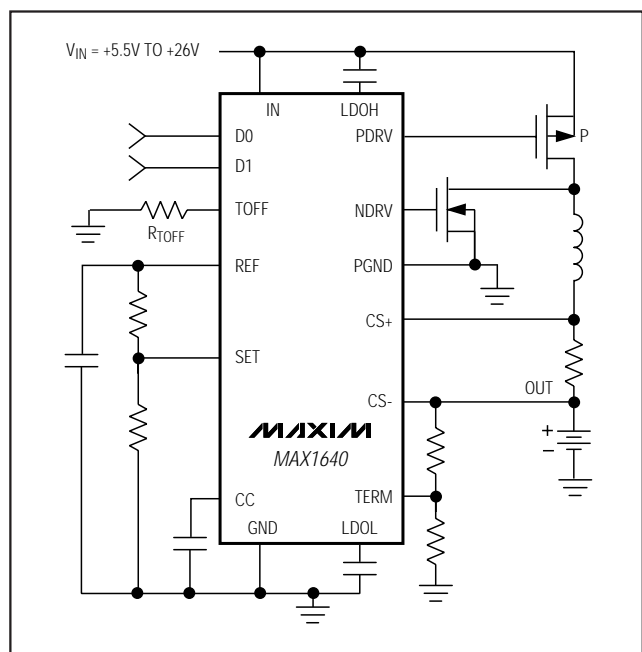 V_IN = +5.5V TO +26V
IN
LDOH
D0
PDRV
P
D1
TOFF
NDRV
R_TOFF
REF
PGND
CS+
SET
OUT
CS-
+
−
MAXIM
MAX1640
TERM
CC
GND
LDOL